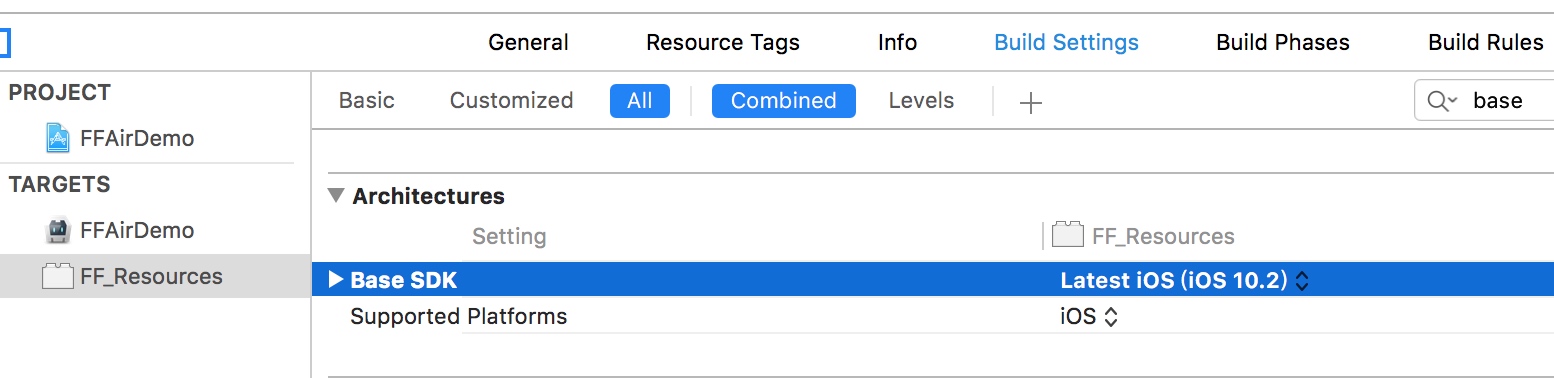 General Resource Tags Info Build Settings Build Phases Build Rules
PROJECT
Basic Customized All Combined Levels base
FFAirDemo
TARGETS
Architectures
FFAirDemo
Setting FF_Resources
FF_Resources
Base SDK Latest iOS (iOS 10.2)
Supported Platforms iOS